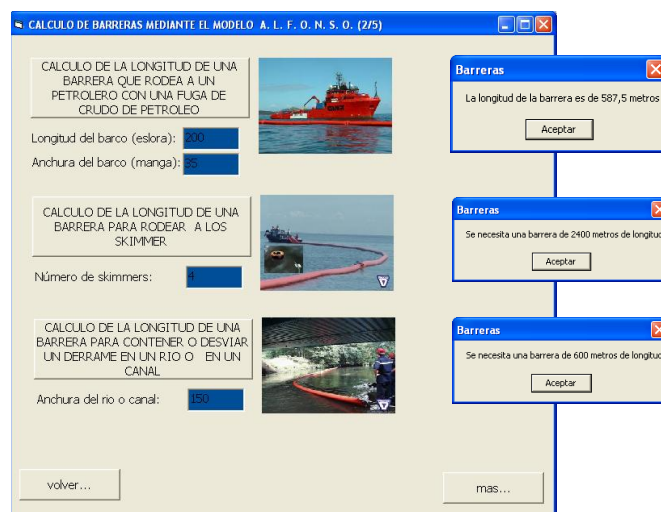 CALCULO DE BARRERAS MEDIANTE EL MODELO A. L. F. O. N. S. O. (2/5)
CALCULO DE LA LONGITUD DE UNA
BARRERA QUE RODEA A UN
PETROLERO CON UNA FUGA DE
CRUDO DE PETROLEO
Longitud del barco (eslora): 200
Anchura del barco (manga): 35
Barreras
La longitud de la barrera es de 587,5 metros
Aceptar
CALCULO DE LA LONGITUD DE UNA
BARRERA PARA RODEAR A LOS
SKIMMER
Número de skimmers: 4
Barreras
Se necesita una barrera de 2400 metros de longitud
Aceptar
CALCULO DE LA LONGITUD DE UNA
BARRERA PARA CONTENER O DESVIAR
UN DERRAME EN UN RIO O EN UN
CANAL
Anchura del rio o canal: 150
Barreras
Se necesita una barrera de 600 metros de longitud
Aceptar
volver...
mas...